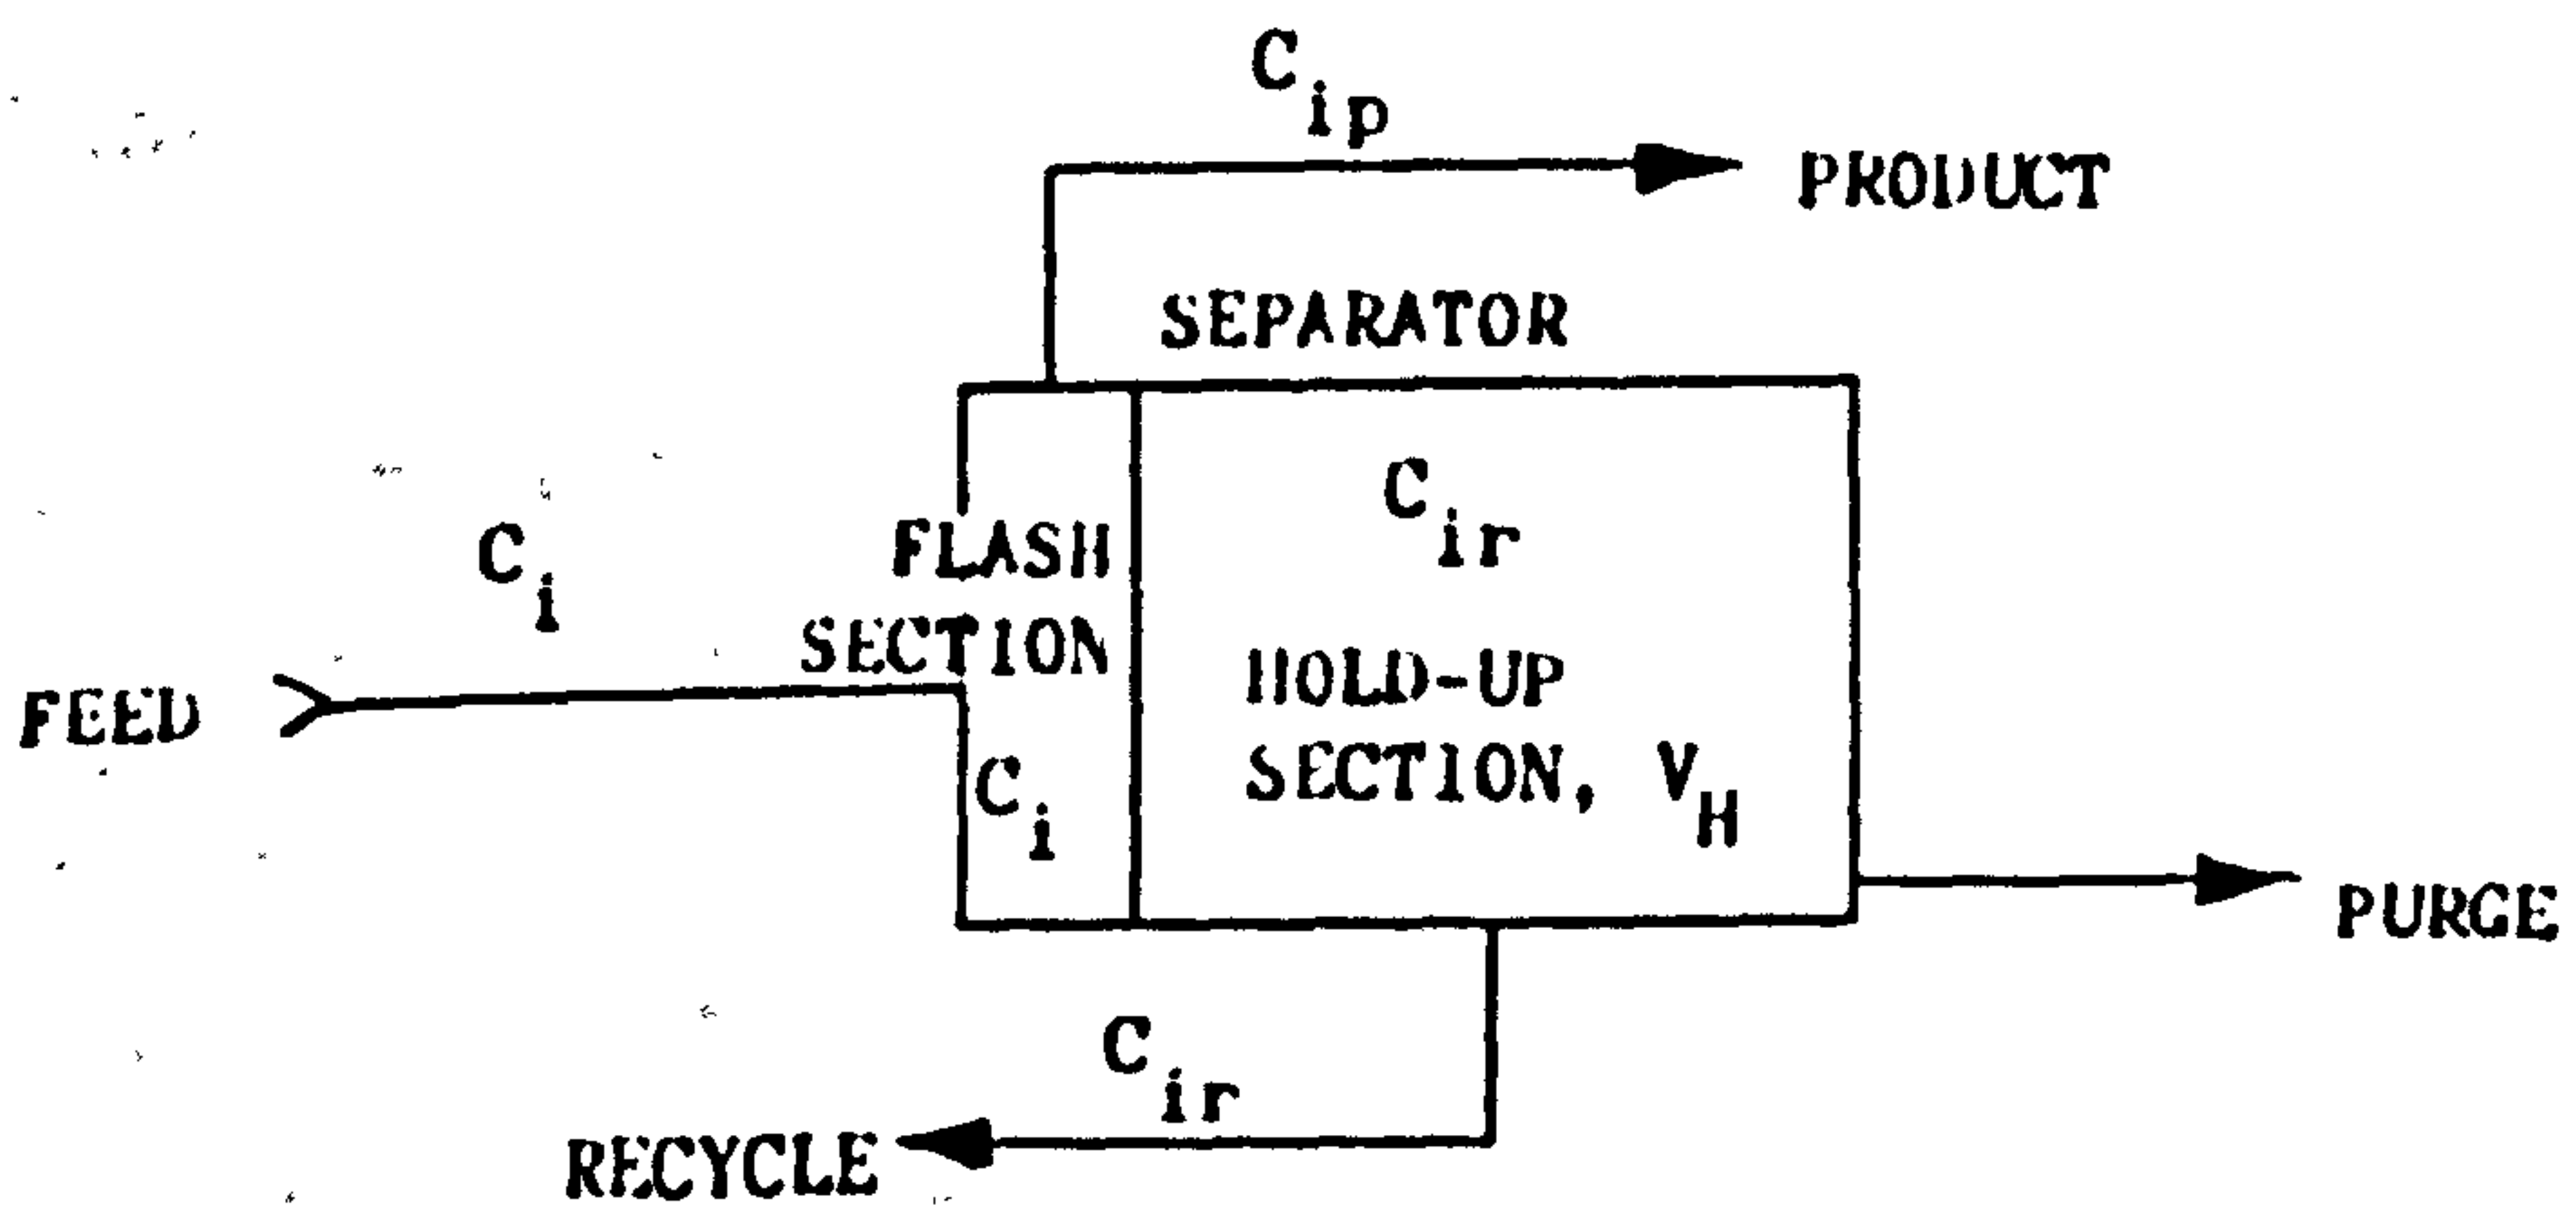 C_ip
PRODUCT
SEPARATOR
C_i
FLASH
SECTION
C_ir
FEED
HOLD-UP
SECTION, V_H
C_i
PURGE
C_ir
RECYCLE